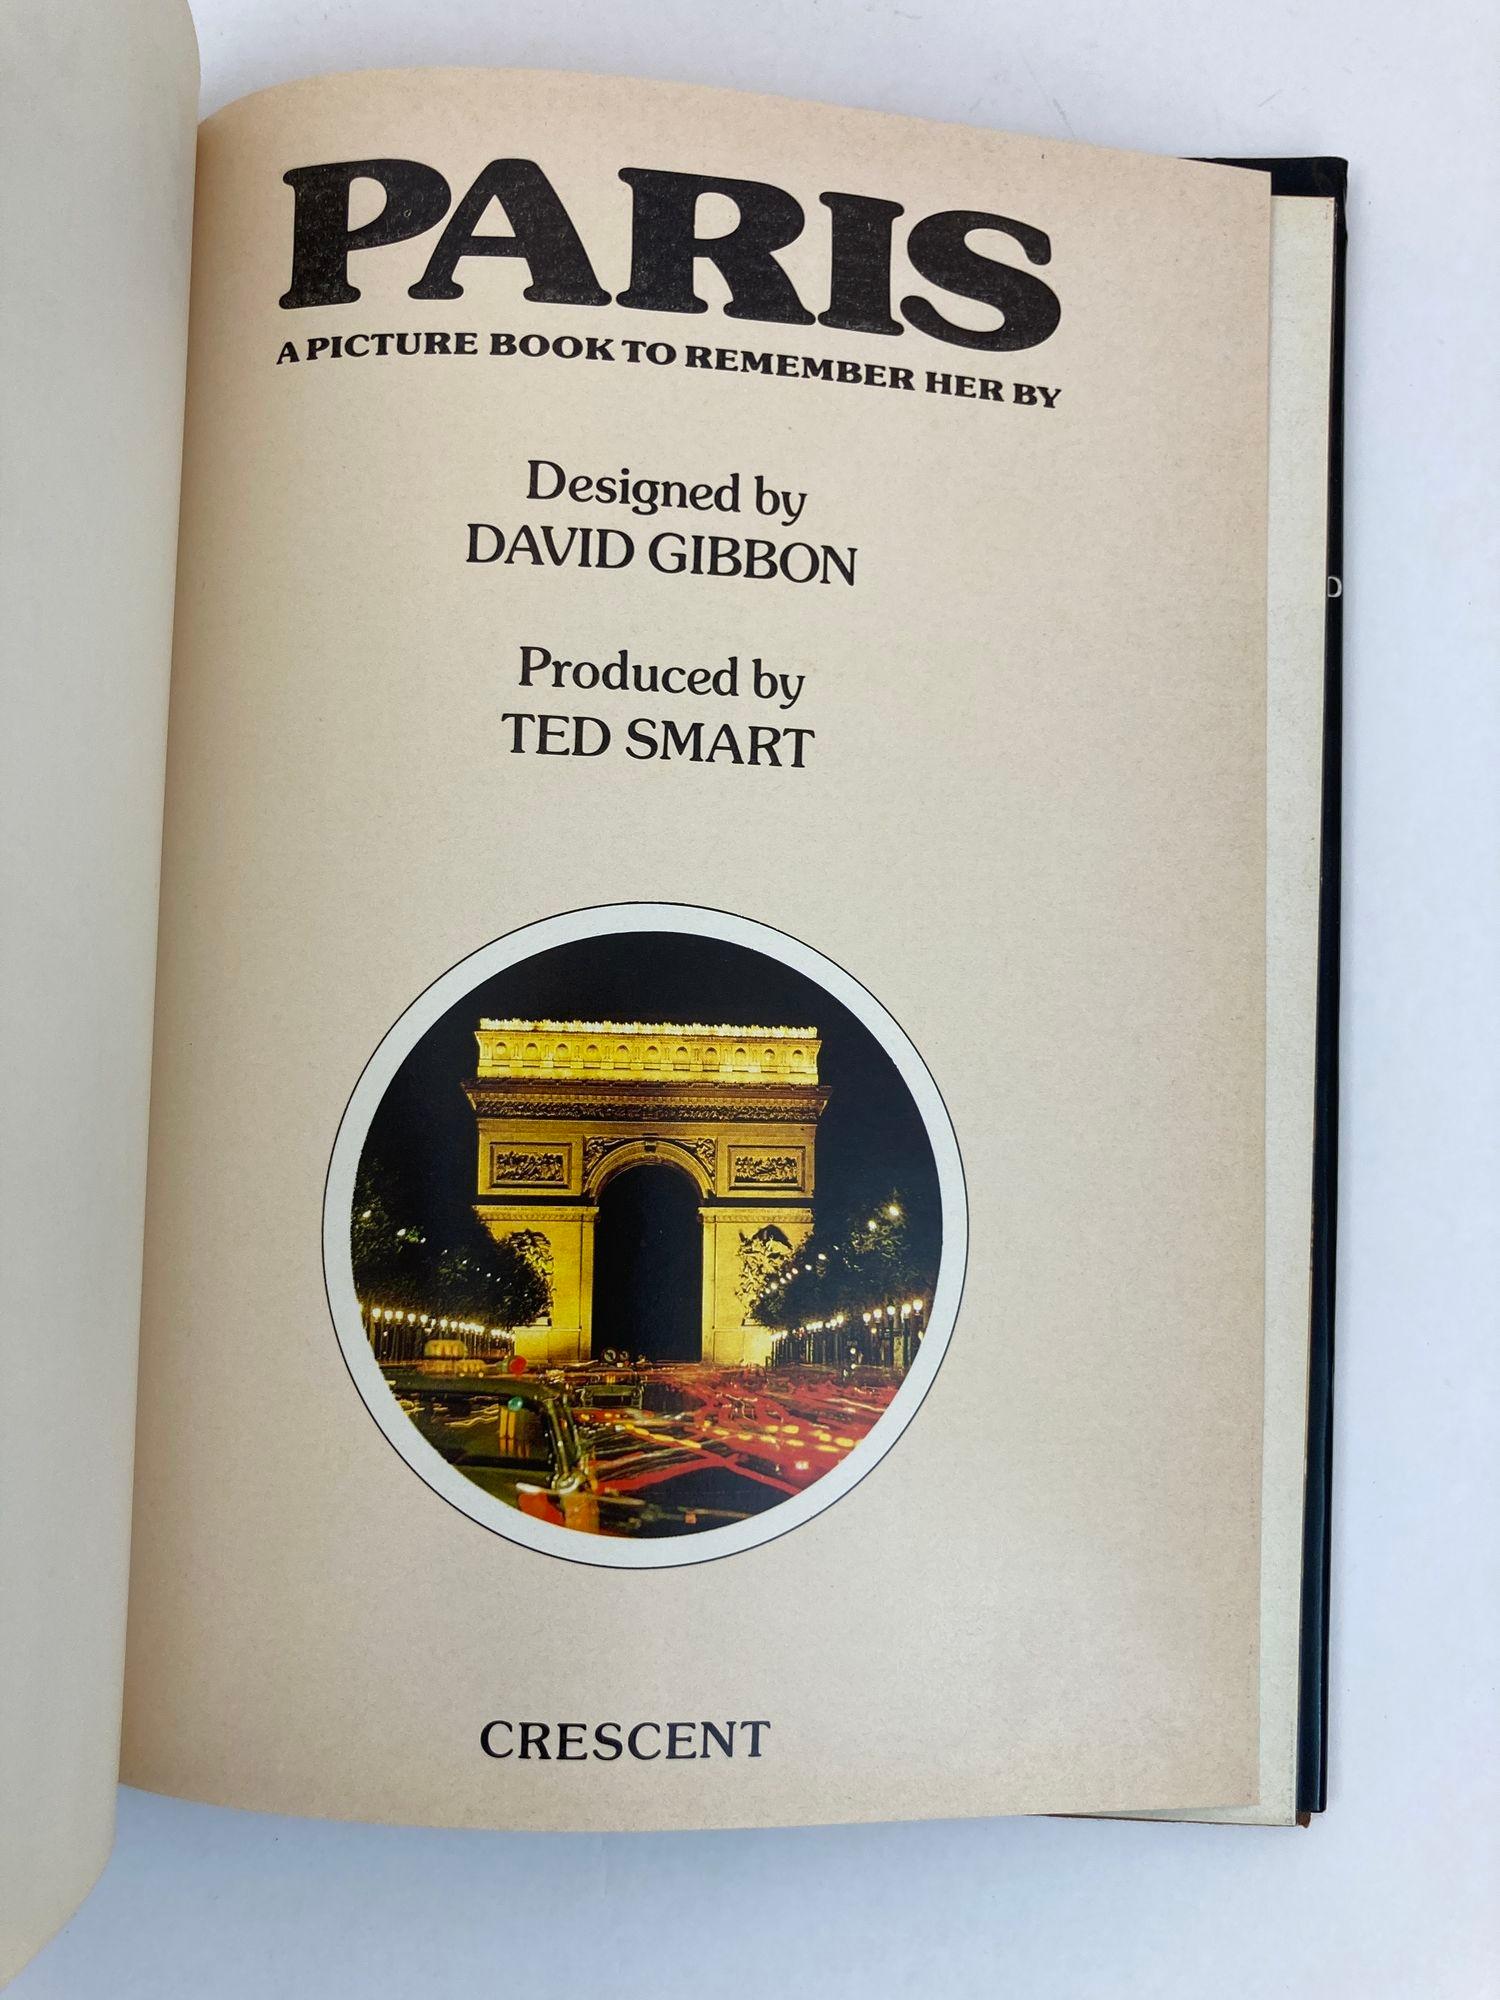 PARIS
A PICTURE BOOK TO REMEMBER HER BY
Designed by
DAVID GIBBON
Produced by
TED SMART
CRESCENT